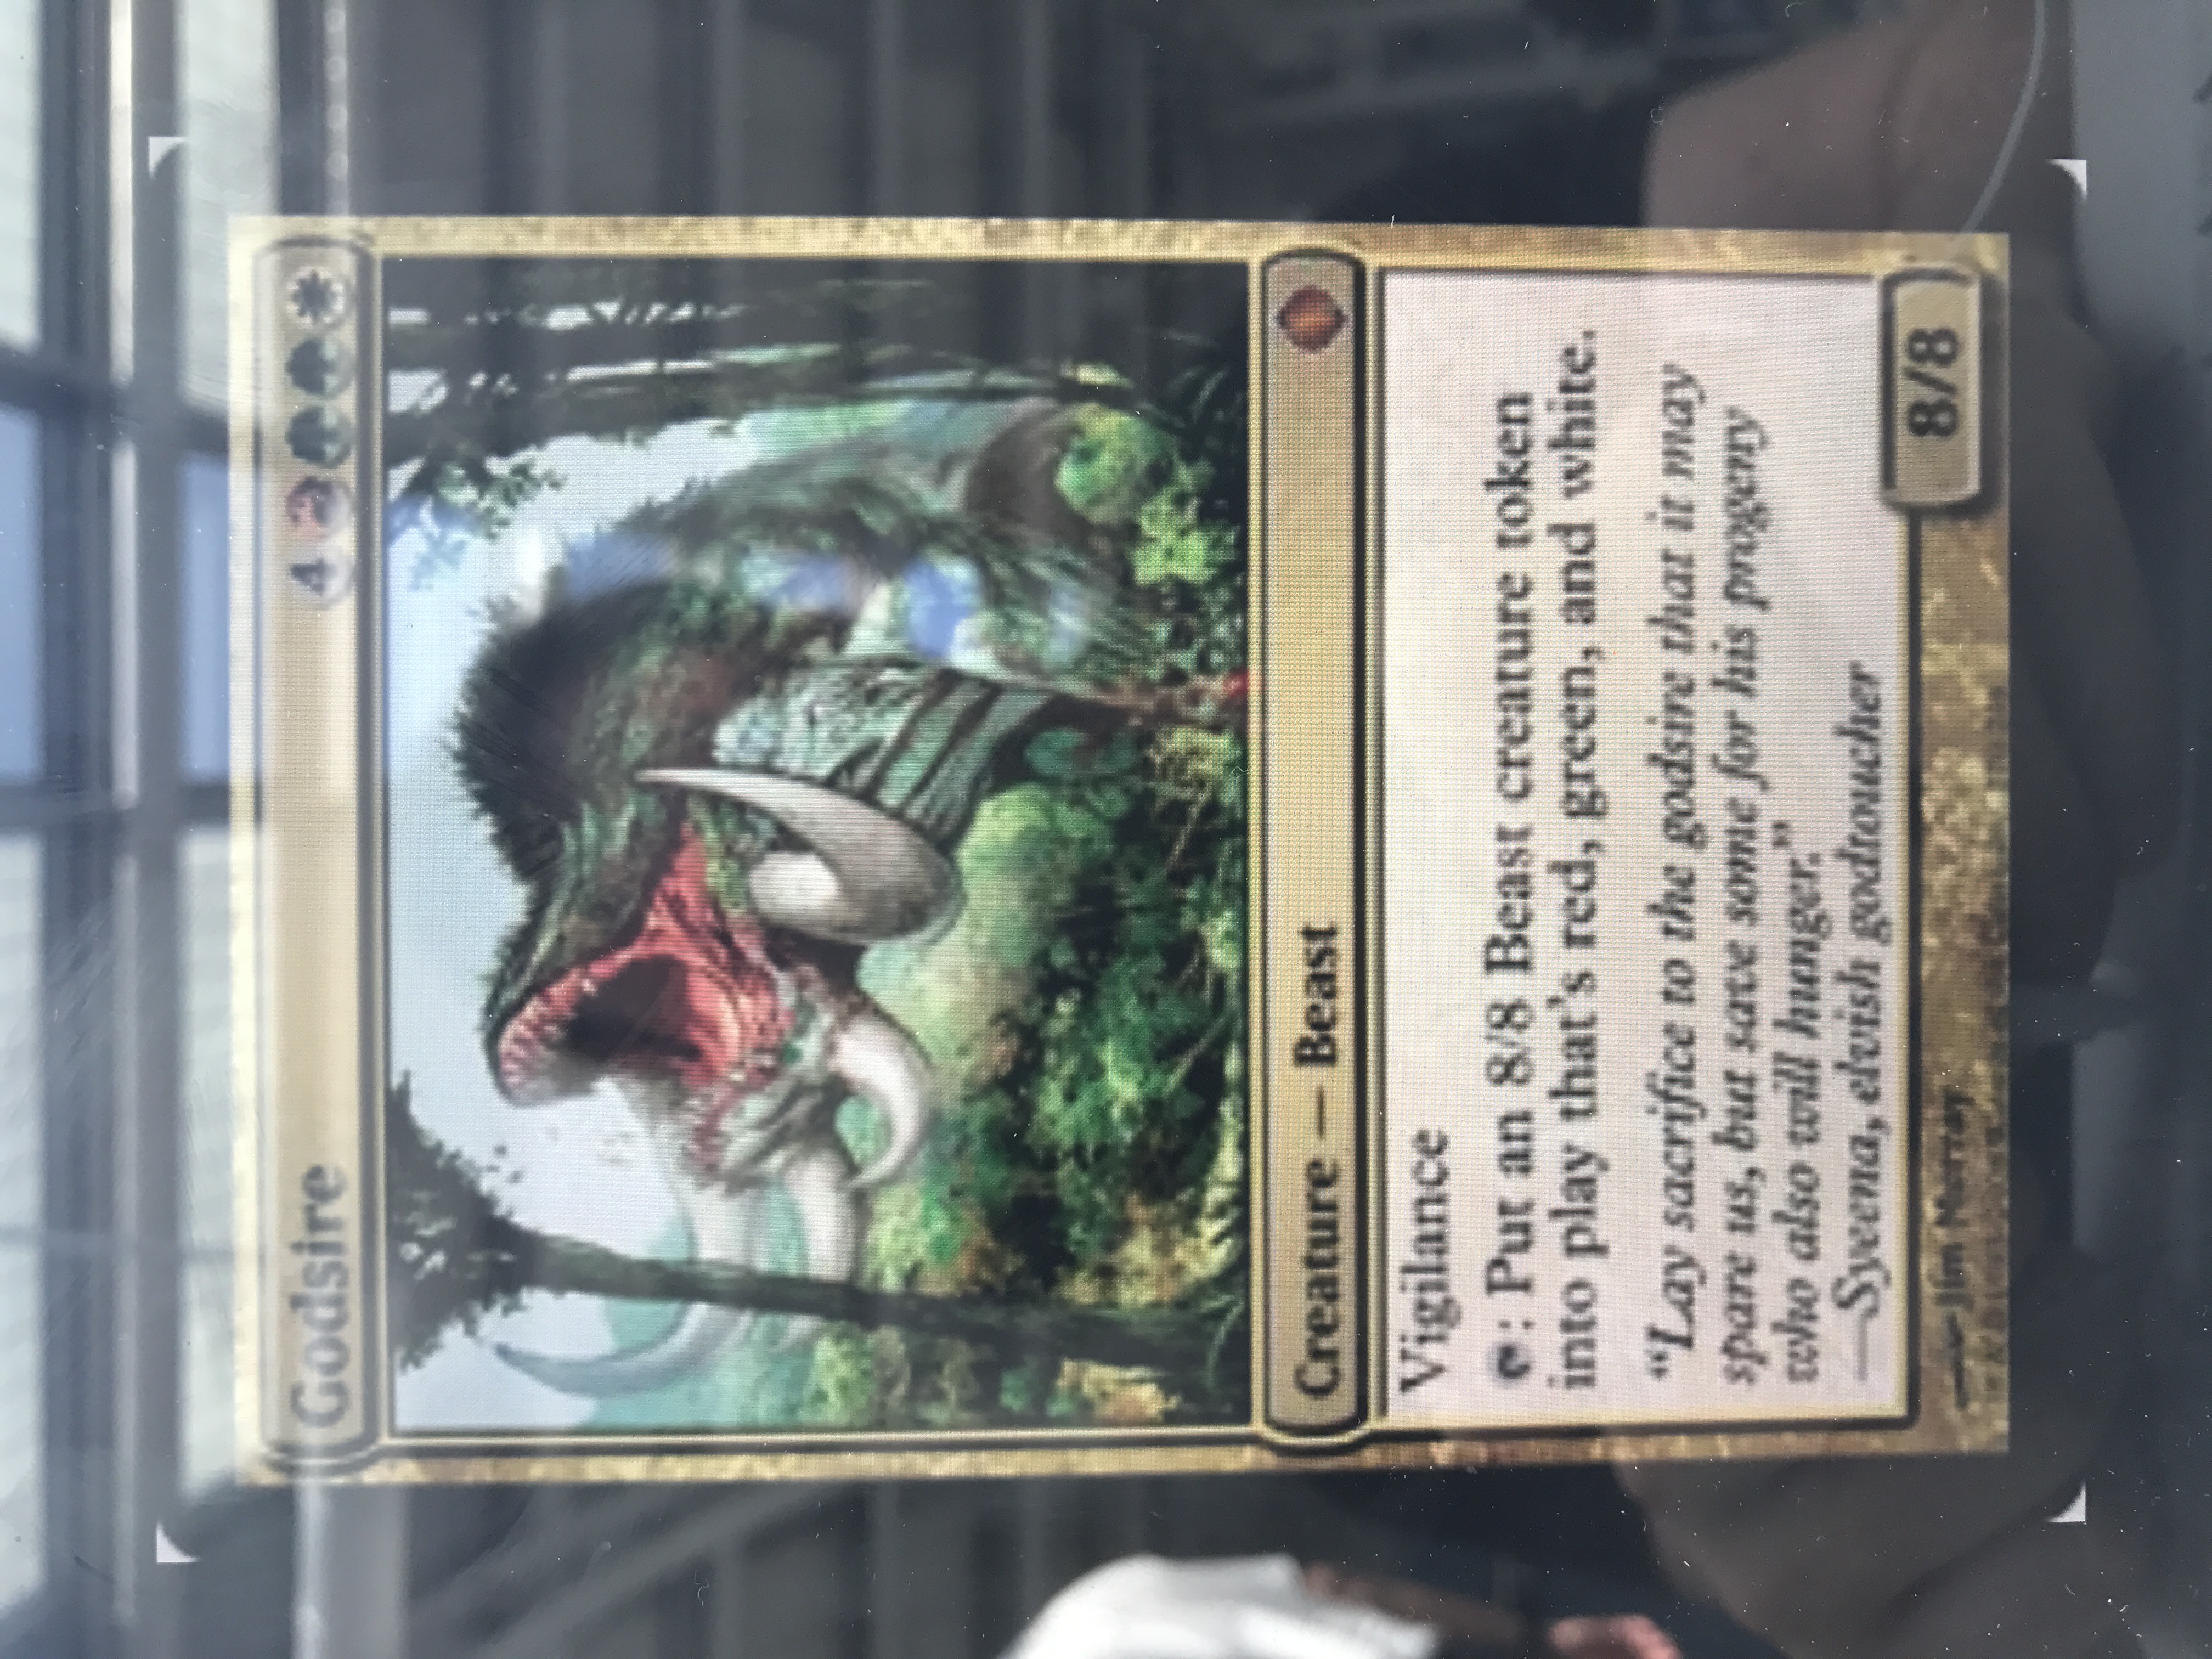 Godsire 4
Creature — Beast
Vigilance
: Put an 8/8 Beast creature token
into play that's red, green, and white.
"Lay sacrifice to the godsire that it may
spare us, but save some for his progeny
who also will hunger."
—Syeena, elvish godtoucher
8/8
Jim Murray